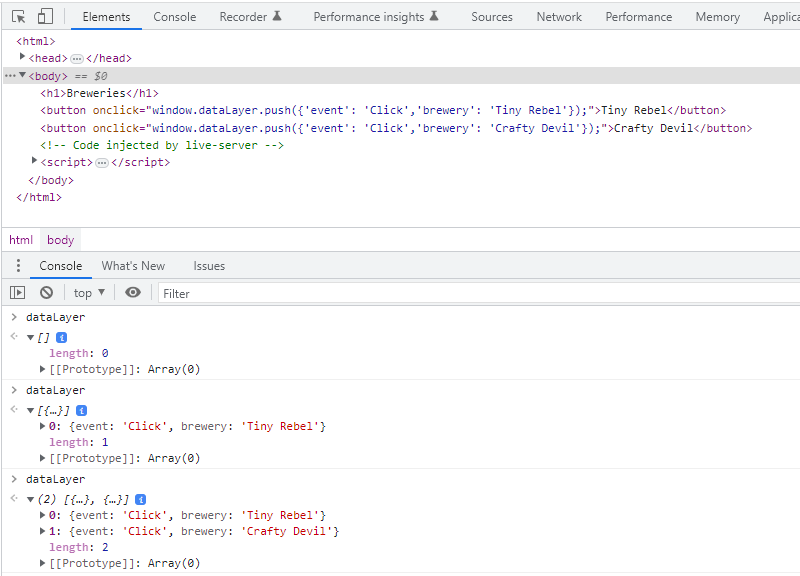 Elements Console Recorder Performance insights Sources Network Performance Memory Applica
<html>
<head> … </head>
… <body> == $0
<h1>Breweries</h1>
<button onclick="window.dataLayer.push({'event': 'Click','brewery': 'Tiny Rebel'});">Tiny Rebel</button>
<button onclick="window.dataLayer.push({'event': 'Click','brewery': 'Crafty Devil'});">Crafty Devil</button>
<!-- Code injected by live-server -->
<script> … </script>
</body>
</html>
html body
Console What's New Issues
top Filter
> dataLayer
[] i
length: 0
[[Prototype]]: Array(0)
> dataLayer
[{…}] i
0: {event: 'Click', brewery: 'Tiny Rebel'}
length: 1
[[Prototype]]: Array(0)
> dataLayer
(2) [{…}, {…}] i
0: {event: 'Click', brewery: 'Tiny Rebel'}
1: {event: 'Click', brewery: 'Crafty Devil'}
length: 2
[[Prototype]]: Array(0)